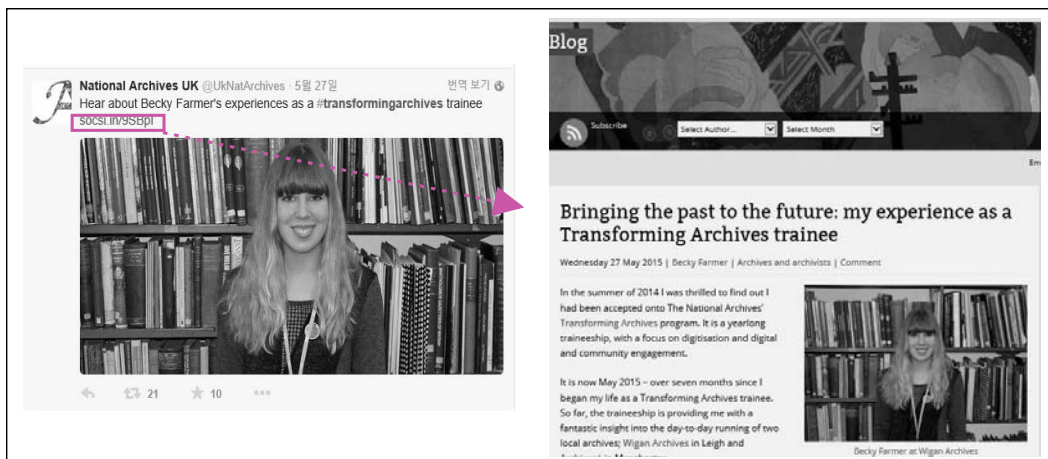 National Archives UK @UkNatArchives · 5월 27일 번역 보기
Hear about Becky Farmer's experiences as a #transformingarchives trainee
socsi.in/9SBpI
21 10
Blog
Subscribe Select Author... Select Month
Em
Bringing the past to the future: my experience as a
Transforming Archives trainee
Wednesday 27 May 2015 | Becky Farmer | Archives and archivists | Comment
In the summer of 2014 I was thrilled to find out I
had been accepted onto The National Archives'
Transforming Archives program. It is a yearlong
traineeship, with a focus on digitisation and digital
and community engagement.
It is now May 2015 – over seven months since I
began my life as a Transforming Archives trainee.
So far, the traineeship is providing me with a
fantastic insight into the day-to-day running of two
local archives; Wigan Archives in Leigh and
Becky Farmer at Wigan Archives